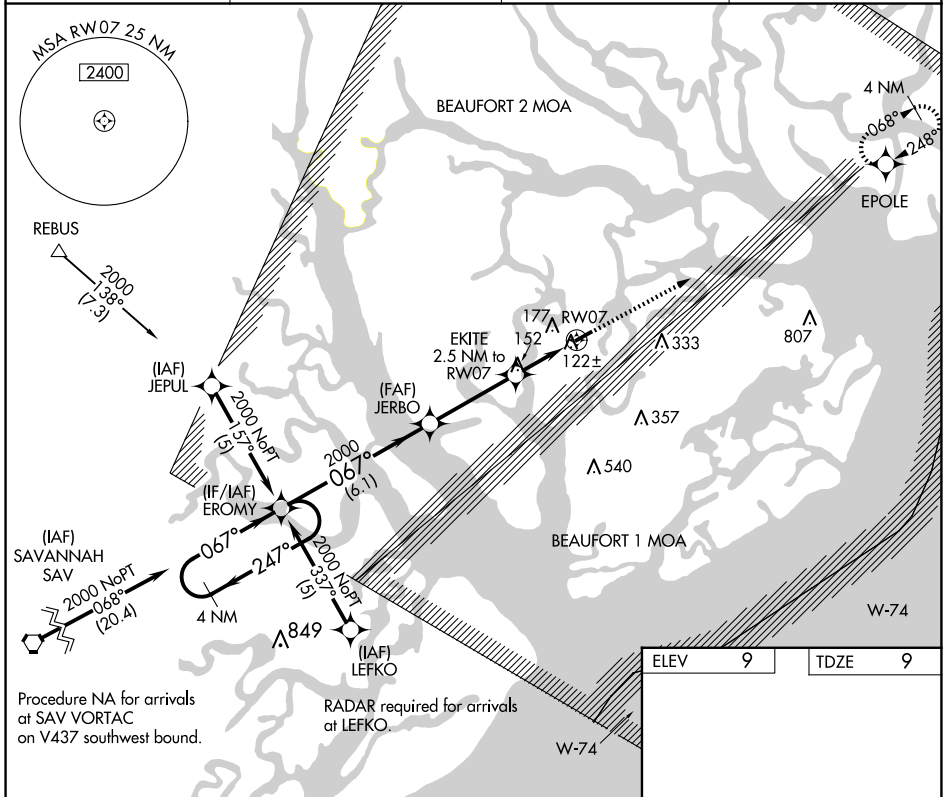 MSA RW07 25 NM
2400
BEAUFORT 2 MOA
4 NM
068°
248°
EPOLE
REBUS
2000
138°
(7.3)
177
RW07
152
EKITE
2.5 NM to
RW07
122±
333
807
(IAF)
JEPUL
(FAF)
JERBO
2000 NoPT
157°
(5)
357
2000
067°
(6.1)
540
(IF/IAF)
EROMY
BEAUFORT 1 MOA
067°
247°
(IAF)
SAVANNAH
SAV
2000 NoPT
337°
(5)
2000 NoPT
068°
(20.4)
4 NM
W-74
849
(IAF)
LEFKO
ELEV 9
TDZE 9
Procedure NA for arrivals
at SAV VORTAC
on V437 southwest bound.
RADAR required for arrivals
at LEFKO.
W-74